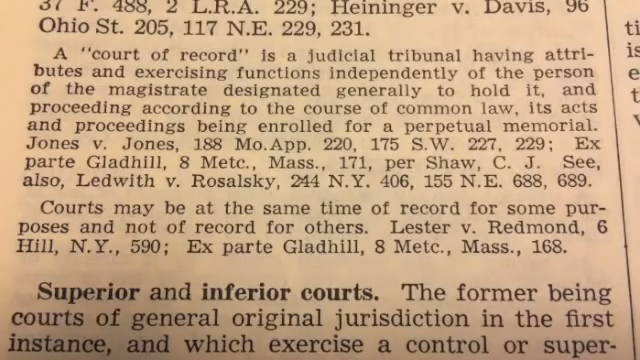 37 F. 488, 2 L.R.A. 229; Heininger v. Davis, 96
Ohio St. 205, 117 N.E. 229, 231.
A "court of record" is a judicial tribunal having attri-
butes and exercising functions independently of the person
of the magistrate designated generally to hold it, and
proceeding according to the course of common law, its acts
and proceedings being enrolled for a perpetual memorial.
Jones v. Jones, 188 Mo.App. 220, 175 S.W. 227, 229; Ex
parte Gladhill, 8 Metc., Mass., 171, per Shaw, C. J. See,
also, Ledwith v. Rosalsky, 244 N.Y. 406, 155 N.E. 688, 689.
Courts may be at the same time of record for some pur-
poses and not of record for others. Lester v. Redmond, 6
Hill, N.Y., 590; Ex parte Gladhill, 8 Metc., Mass., 168.
Superior and inferior courts. The former being
courts of general original jurisdiction in the first
instance, and which exercise a control or super-